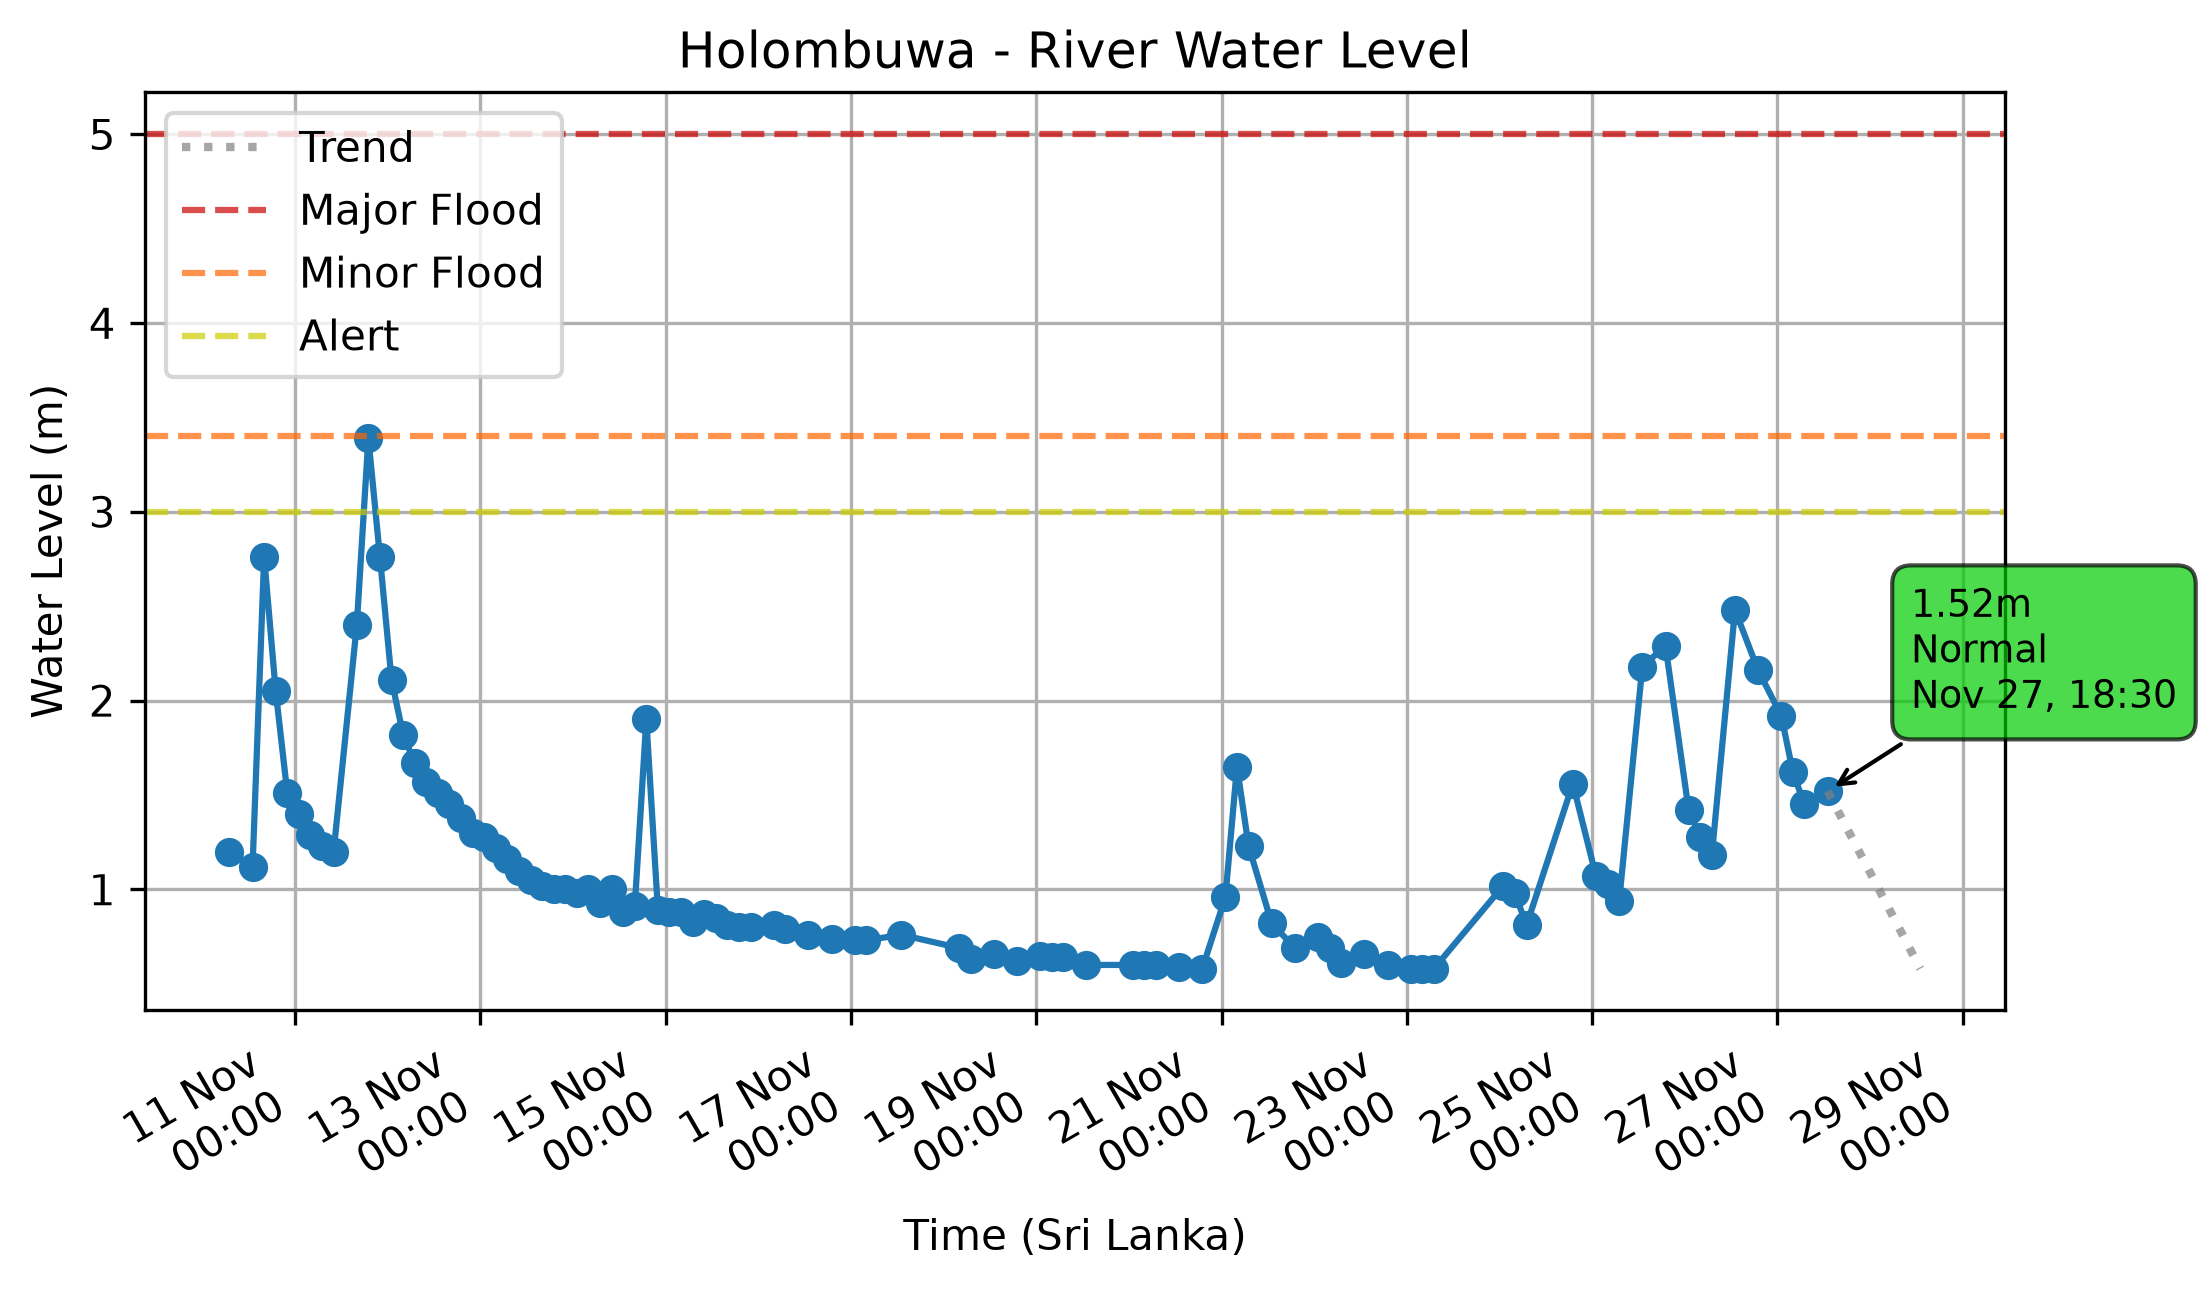 Holombuwa - River Water Level
Trend
Major Flood
Minor Flood
Alert
5
4
3
2
1
Water Level (m)
1.52m
Normal
Nov 27, 18:30
11 Nov
00:00
13 Nov
00:00
15 Nov
00:00
17 Nov
00:00
19 Nov
00:00
21 Nov
00:00
23 Nov
00:00
25 Nov
00:00
27 Nov
00:00
29 Nov
00:00
Time (Sri Lanka)